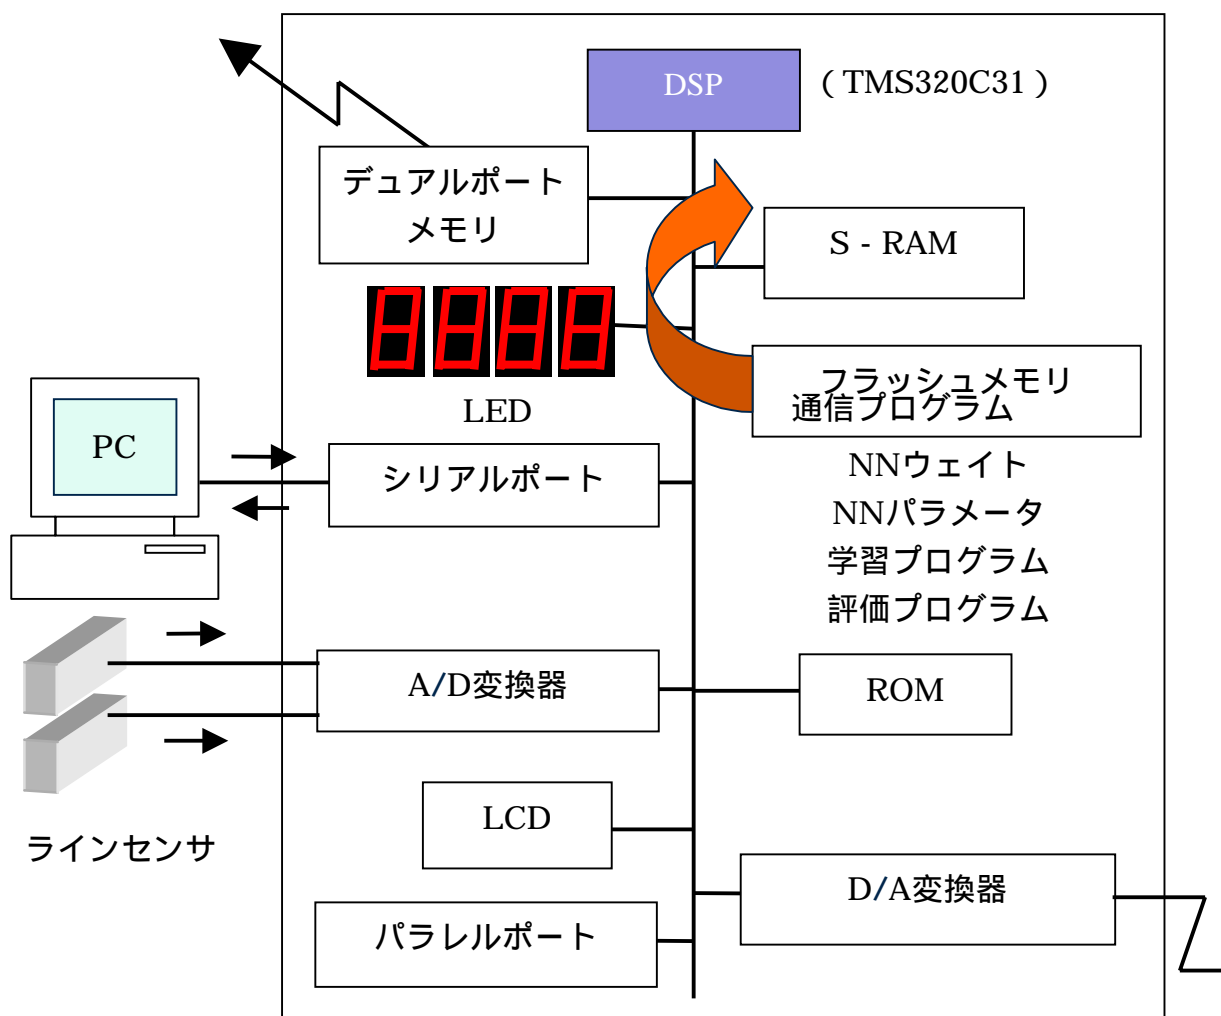 DSP
( TMS320C31 )
デュアルポート
メモリ
S - RAM
8888
LED
フラッシュメモリ
通信プログラム
PC
シリアルポート
NNウェイト
NNパラメータ
学習プログラム
評価プログラム
A/D変換器
ROM
ラインセンサ
LCD
D/A変換器
パラレルポート